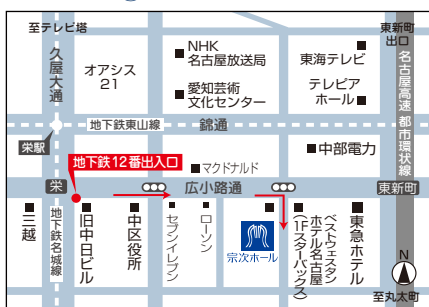 至テレビ塔
東新町
出口
久屋大通
オアシス
21
NHK
名古屋放送局
愛知芸術
文化センター
東海テレビ
テレピア
ホール
名古屋高速 都市環状線
地下鉄東山線
錦通
栄駅
地下鉄12番出入口
マクドナルド
中部電力
栄
広小路通
東新町
三越
地下鉄名城線
旧中日ビル
中区役所
セブンイレブン
ローソン
宗次ホール
ベストウェスタン
ホテル名古屋
(1Fスターバックス)
東急ホテル
N
至丸太町